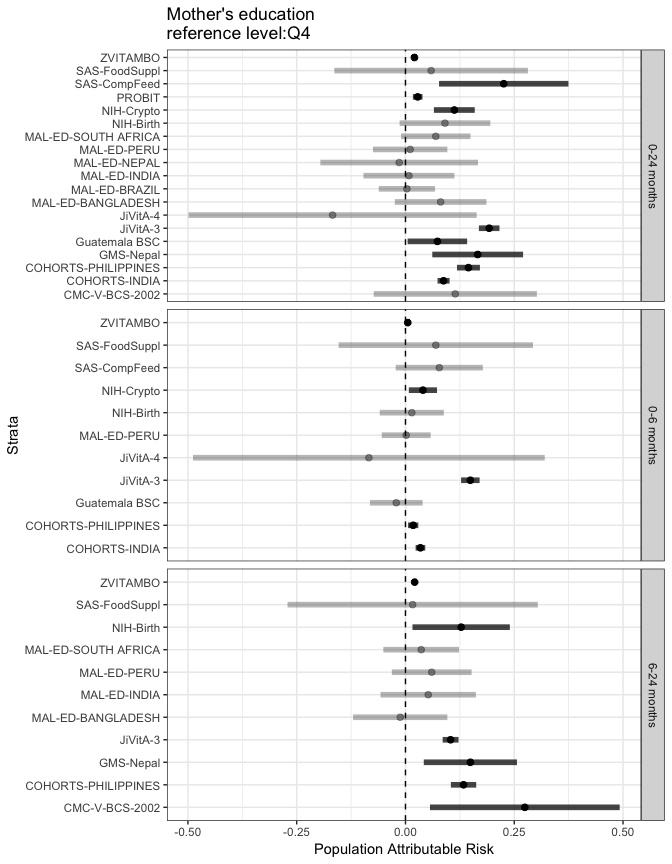 Mother's education
reference level:Q4
Strata
ZVITAMBO
SAS-FoodSuppl
SAS-CompFeed
PROBIT
NIH-Crypto
NIH-Birth
MAL-ED-SOUTH AFRICA
MAL-ED-PERU
MAL-ED-NEPAL
MAL-ED-INDIA
MAL-ED-BRAZIL
MAL-ED-BANGLADESH
JiVitA-4
JiVitA-3
Guatemala BSC
GMS-Nepal
COHORTS-PHILIPPINES
COHORTS-INDIA
CMC-V-BCS-2002
0-24 months
ZVITAMBO
SAS-FoodSuppl
SAS-CompFeed
NIH-Crypto
NIH-Birth
MAL-ED-PERU
JiVitA-4
JiVitA-3
Guatemala BSC
COHORTS-PHILIPPINES
COHORTS-INDIA
0-6 months
ZVITAMBO
SAS-FoodSuppl
NIH-Birth
MAL-ED-SOUTH AFRICA
MAL-ED-PERU
MAL-ED-INDIA
MAL-ED-BANGLADESH
JiVitA-3
GMS-Nepal
COHORTS-PHILIPPINES
CMC-V-BCS-2002
6-24 months
-0.50 -0.25 0.00 0.25 0.50
Population Attributable Risk